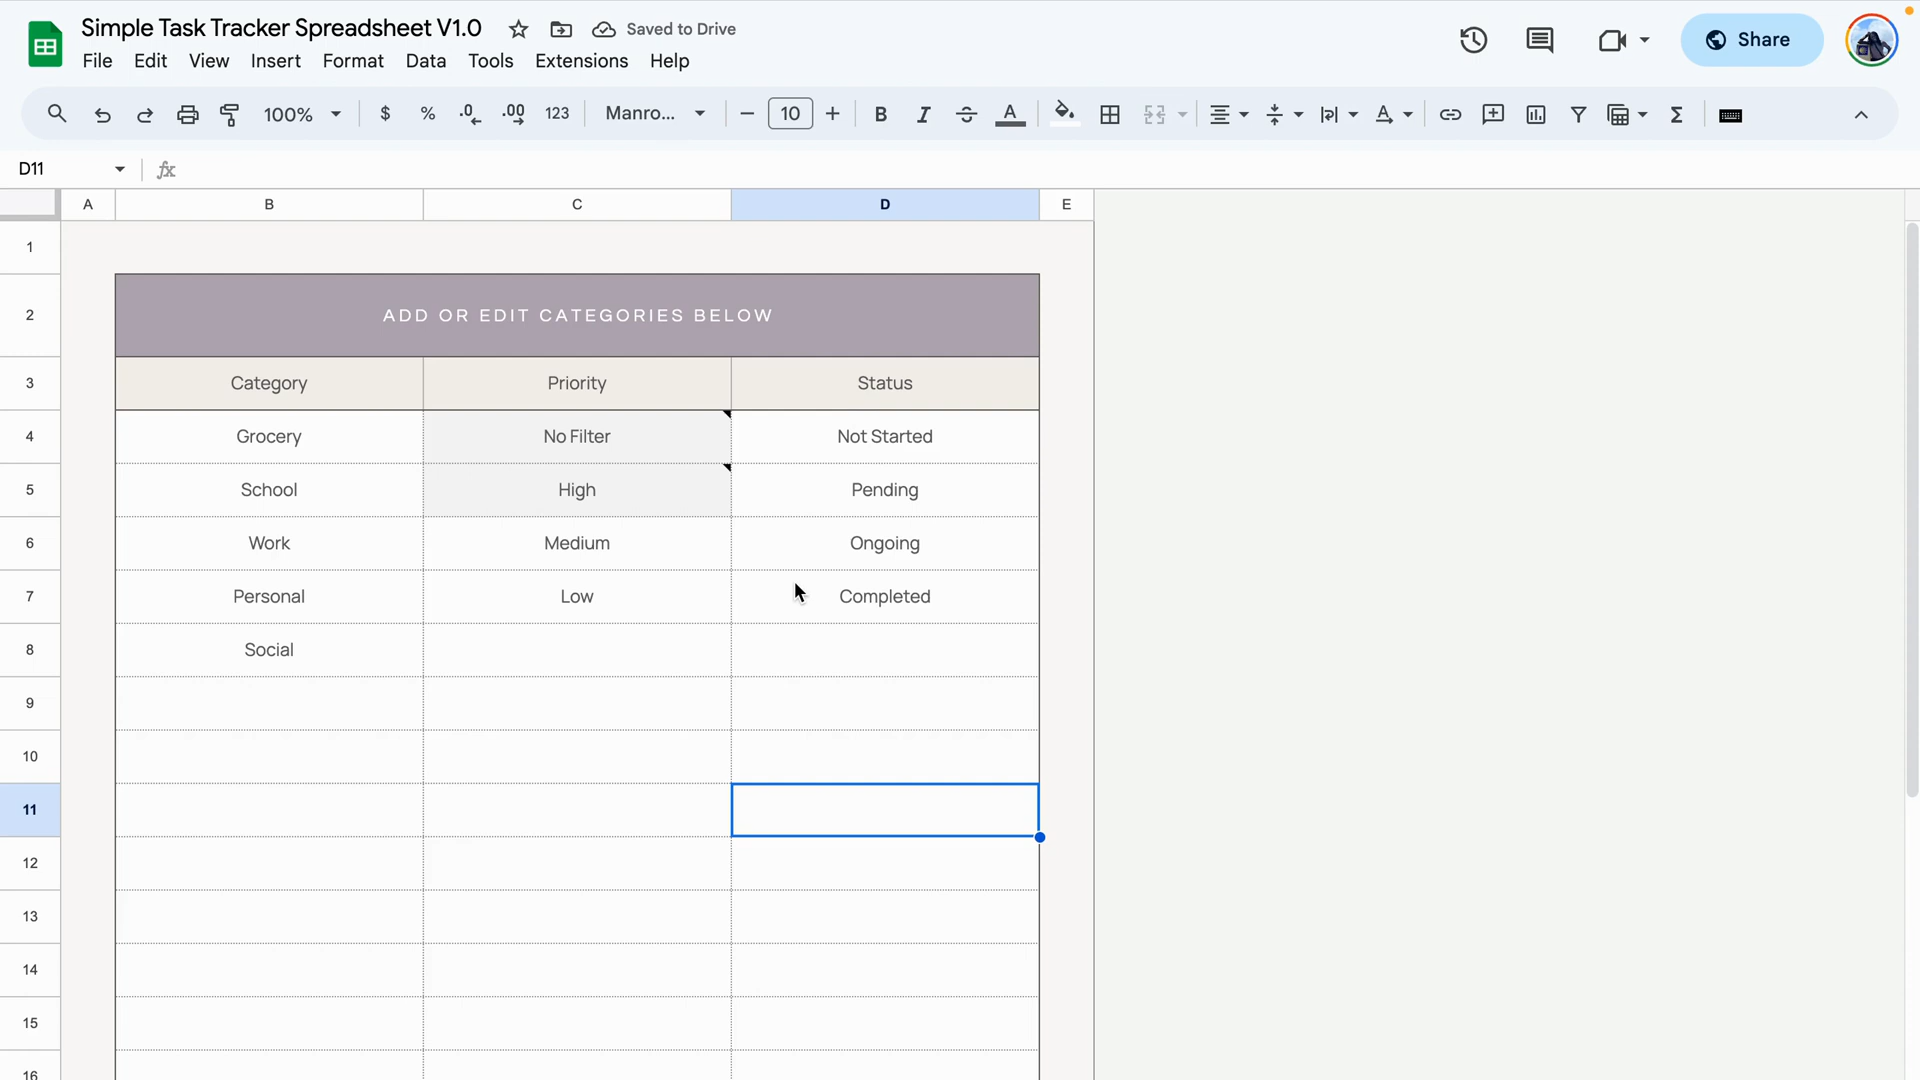 Simple Task Tracker Spreadsheet V1.0
Saved to Drive
Share
File Edit View Insert Format Data Tools Extensions Help
100% $ % .0 .00 123 Manro... 10 B I S A A Σ
D11 fx
A B C D E
1
2 ADD OR EDIT CATEGORIES BELOW
3 Category Priority Status
4 Grocery No Filter Not Started
5 School High Pending
6 Work Medium Ongoing
7 Personal Low Completed
8 Social
9
10
11
12
13
14
15
16